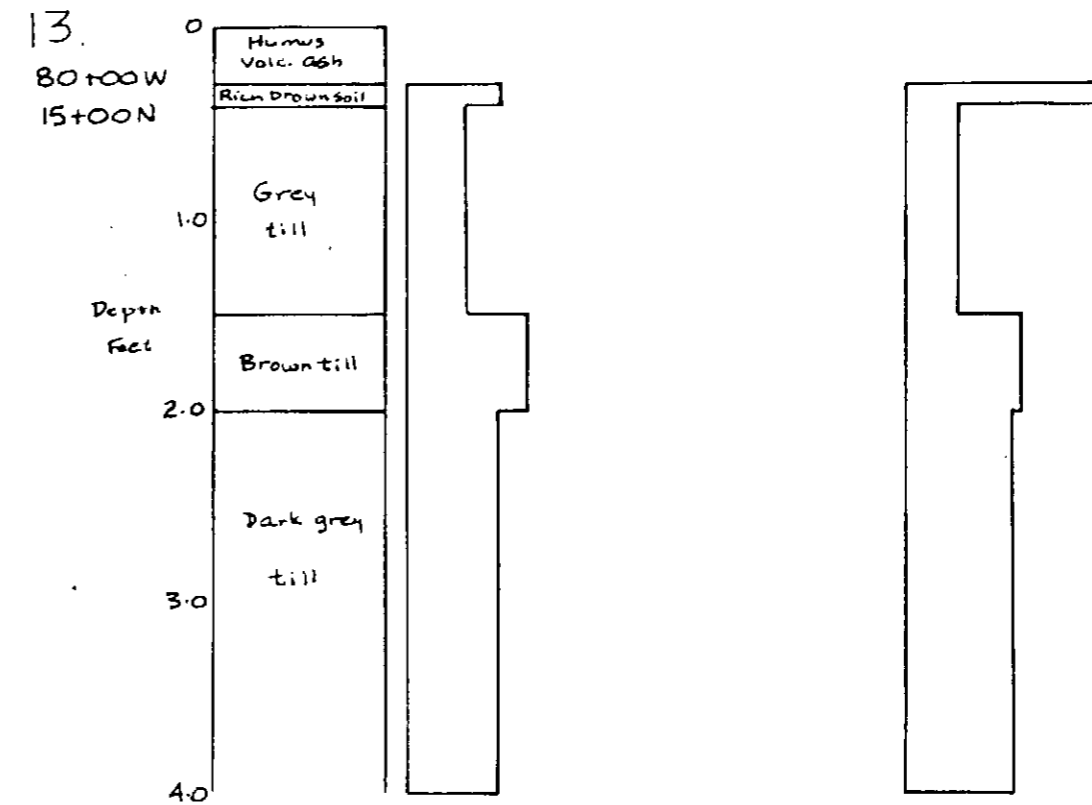 13.
80+00W
15+00N
0
Humus
Volc. ash
Rich Brown soil
Grey
till
1.0
Depth
Feet
Brown till
2.0
Dark grey
till
3.0
4.0